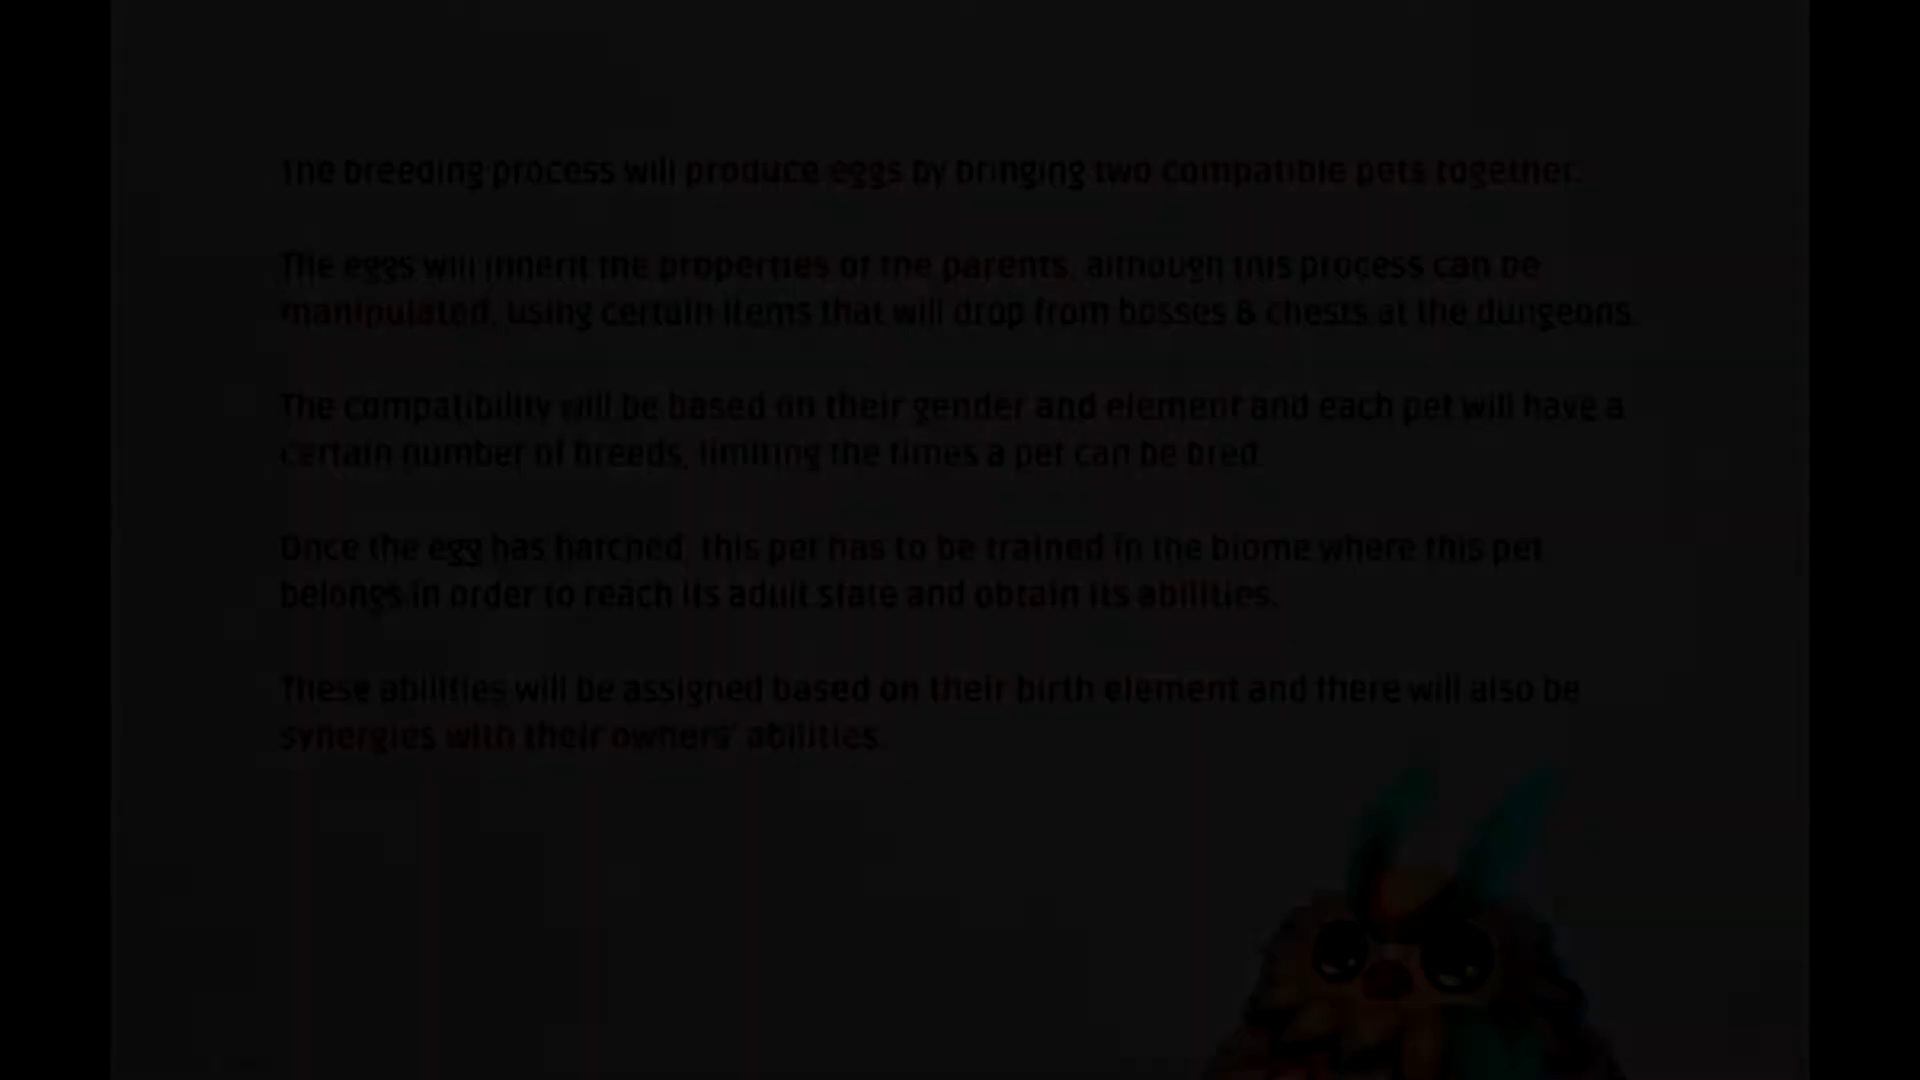 The breeding process will produce eggs by bringing two compatible pets together.
The eggs will inherit the properties of the parents, although this process can be
manipulated, using certain items that will drop from bosses & chests at the dungeons.
The compatibility will be based on their gender and element and each pet will have a
certain number of breeds, limiting the times a pet can be bred.
Once the egg has hatched, this pet has to be trained in the biome where this pet
belongs in order to reach its adult state and obtain its abilities.
These abilities will be assigned based on their birth element and there will also be
synergies with their owners' abilities.